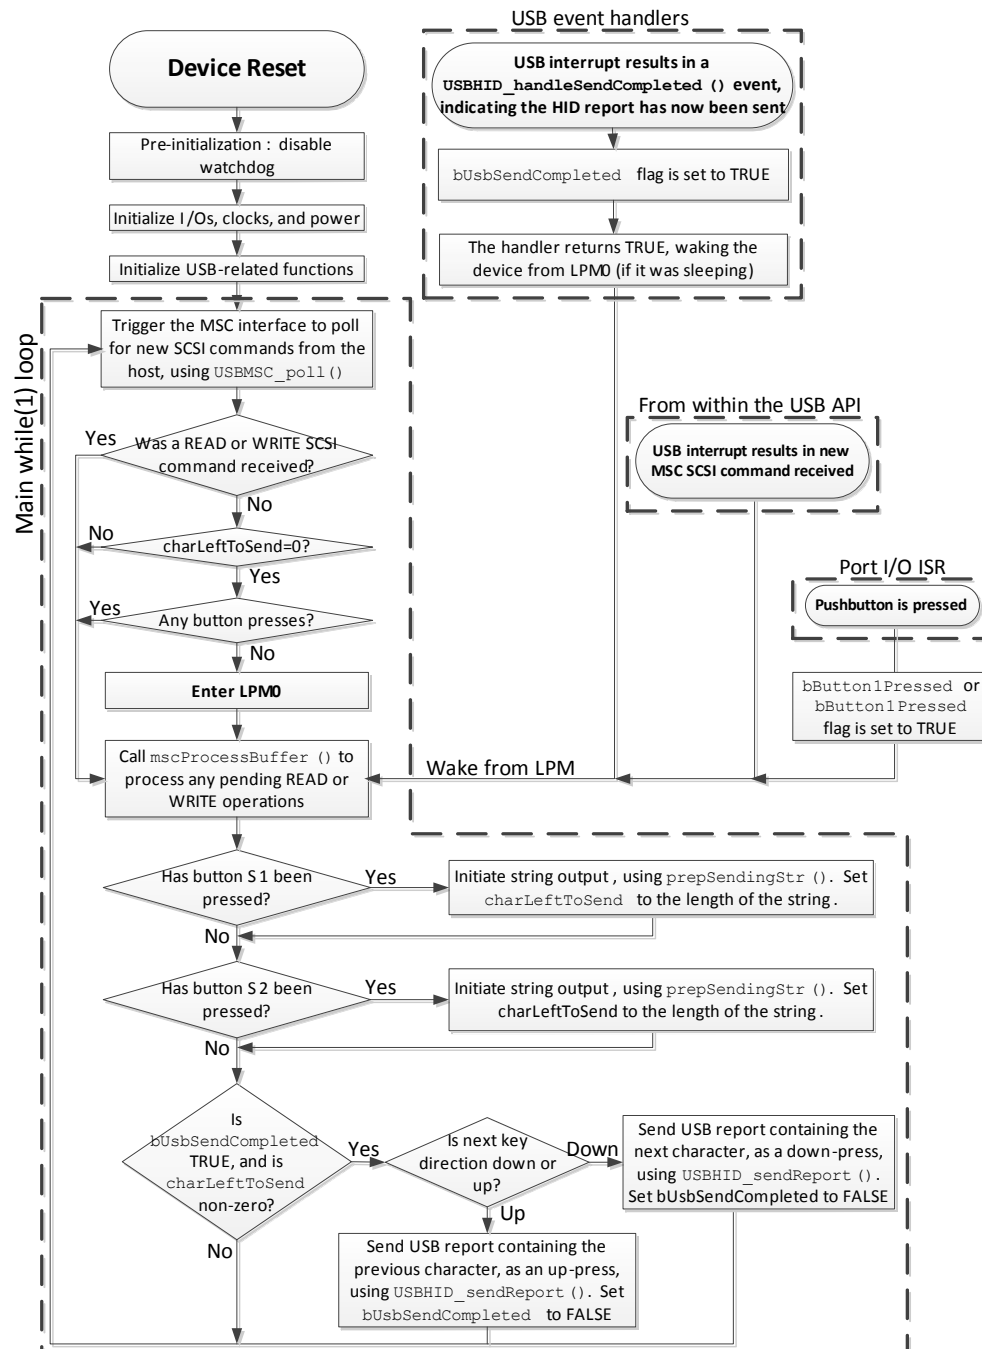 USB event handlers
Device Reset
USB interrupt results in a
USBHID_handleSendCompleted () event,
indicating the HID report has now been sent
Pre-initialization : disable
watchdog
bUsbSendCompleted flag is set to TRUE
Initialize I/Os, clocks, and power
The handler returns TRUE, waking the
device from LPM0 (if it was sleeping)
Initialize USB-related functions
Main while(1) loop
Trigger the MSC interface to poll
for new SCSI commands from the
host, using USBMSC_poll()
From within the USB API
USB interrupt results in new
MSC SCSI command received
Yes
Was a READ or WRITE SCSI
command received?
No
No
charLeftToSend=0?
Yes
Port I/O ISR
Pushbutton is pressed
Yes
Any button presses?
No
Enter LPM0
bButton1Pressed or
bButton1Pressed
flag is set to TRUE
Call mscProcessBuffer () to
process any pending READ or
WRITE operations
Wake from LPM
Has button S1 been
pressed?
Yes
Initiate string output , using prepSendingStr (). Set
charLeftToSend to the length of the string .
No
Has button S2 been
pressed?
Yes
Initiate string output , using prepSendingStr (). Set
charLeftToSend to the length of the string .
No
Is
bUsbSendCompleted
TRUE, and is
charLeftToSend
non-zero?
Yes
Is next key
direction down or
up?
Down
Send USB report containing the
next character, as a down-press,
using USBHID_sendReport ().
Set bUsbSendCompleted to FALSE
Up
No
Send USB report containing the
previous character, as an up-press,
using USBHID_sendReport (). Set
bUsbSendCompleted to FALSE